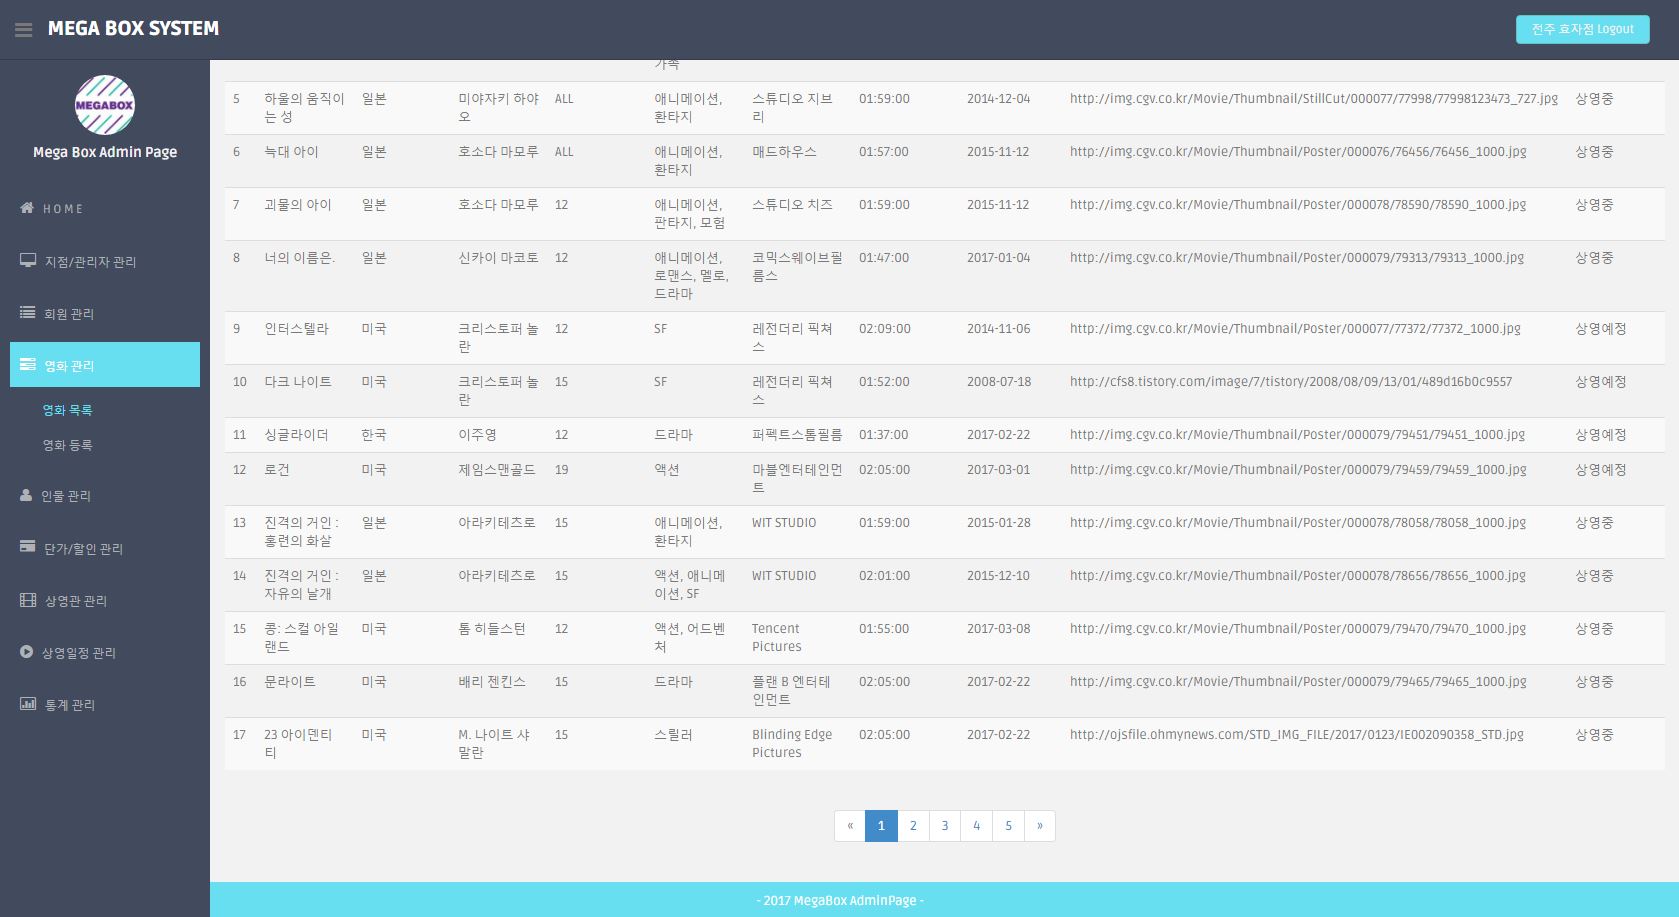 MEGA BOX SYSTEM
전주 효자점 Logout
MEGABOX
Mega Box Admin Page
HOME
지점/관리자 관리
회원 관리
영화 관리
영화 목록
영화 등록
인물 관리
단가/할인 관리
상영관 관리
상영일정 관리
통계 관리
가족
5 하울의 움직이 일본 미야자키 하야 ALL 애니메이션, 스튜디오 지브 01:59:00 2014-12-04 http://img.cgv.co.kr/Movie/Thumbnail/StillCut/000077/77998/77998123473_727.jpg 상영중
는 성 오 환타지 리
6 늑대 아이 일본 호소다 마모루 ALL 애니메이션, 매드하우스 01:57:00 2015-11-12 http://img.cgv.co.kr/Movie/Thumbnail/Poster/000076/76456/76456_1000.jpg 상영중
환타지
7 괴물의 아이 일본 호소다 마모루 12 애니메이션, 스튜디오 치즈 01:59:00 2015-11-12 http://img.cgv.co.kr/Movie/Thumbnail/Poster/000078/78590/78590_1000.jpg 상영중
판타지, 모험
8 너의 이름은. 일본 신카이 마코토 12 애니메이션, 코믹스웨이브필 01:47:00 2017-01-04 http://img.cgv.co.kr/Movie/Thumbnail/Poster/000079/79313/79313_1000.jpg 상영중
로맨스, 멜로, 름스
드라마
9 인터스텔라 미국 크리스토퍼 놀 12 SF 레전더리 픽쳐 02:09:00 2014-11-06 http://img.cgv.co.kr/Movie/Thumbnail/Poster/000077/77372/77372_1000.jpg 상영예정
란 스
10 다크 나이트 미국 크리스토퍼 놀 15 SF 레전더리 픽쳐 01:52:00 2008-07-18 http://cfs8.tistory.com/image/7/tistory/2008/08/09/13/01/489d16b0c9557 상영예정
란 스
11 싱글라이더 한국 이주영 12 드라마 퍼펙트스톰필름 01:37:00 2017-02-22 http://img.cgv.co.kr/Movie/Thumbnail/Poster/000079/79451/79451_1000.jpg 상영예정
12 로건 미국 제임스맨골드 19 액션 마블엔터테인먼 02:05:00 2017-03-01 http://img.cgv.co.kr/Movie/Thumbnail/Poster/000079/79459/79459_1000.jpg 상영예정
트
13 진격의 거인 : 일본 아라키테츠로 15 애니메이션, WIT STUDIO 01:59:00 2015-01-28 http://img.cgv.co.kr/Movie/Thumbnail/Poster/000078/78058/78058_1000.jpg 상영중
홍련의 화살 환타지
14 진격의 거인 : 일본 아라키테츠로 15 액션, 애니메 WIT STUDIO 02:01:00 2015-12-10 http://img.cgv.co.kr/Movie/Thumbnail/Poster/000078/78656/78656_1000.jpg 상영중
자유의 날개 이션, SF
15 콩: 스컬 아일 미국 톰 히들스턴 12 액션, 어드벤 Tencent 01:55:00 2017-03-08 http://img.cgv.co.kr/Movie/Thumbnail/Poster/000079/79470/79470_1000.jpg 상영중
랜드 처 Pictures
16 문라이트 미국 배리 젠킨스 15 드라마 플랜 B 엔터테 02:05:00 2017-02-22 http://img.cgv.co.kr/Movie/Thumbnail/Poster/000079/79465/79465_1000.jpg 상영중
인먼트
17 23 아이덴티 미국 M. 나이트 샤 15 스릴러 Blinding Edge 02:05:00 2017-02-22 http://ojsfile.ohmynews.com/STD_IMG_FILE/2017/0123/IE002090358_STD.jpg 상영중
티 말란 Pictures
« 1 2 3 4 5 »
- 2017 MegaBox AdminPage -